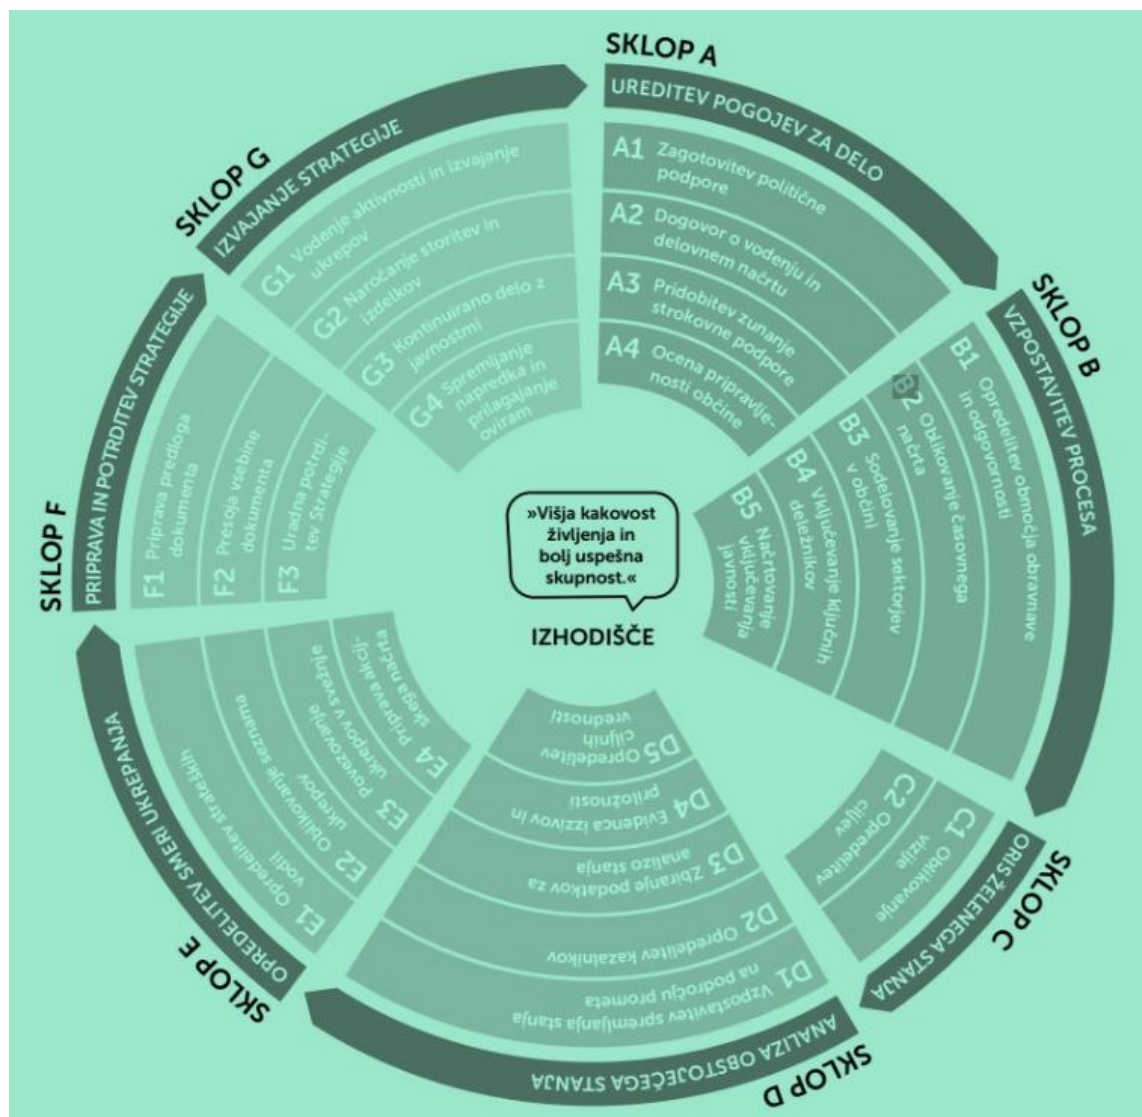 SKLOP A
UREDITEV POGOJEV ZA DELO
A1 Zagotovitev politične
podpore
A2 Dogovor o vodenju in
delovnem načrtu
A3 Pridobitev zunanje
strokovne podpore
A4 Ocena pripravlje-
nosti občine
SKLOP B
VZPOSTAVITEV PROCESA
B1 Opredelitev območja obravnave
in odgovornosti
B2 Oblikovanje časovnega
načrta
B3 Sodelovanje sektorjev
v občini
B4 Vključevanje ključnih
deležnikov
B5 Načrtovanje
vključevanja
javnosti
SKLOP C
ORIS ŽELENEGA STANJA
C1 Oblikovanje
vizije
C2 Opredelitev
ciljev
SKLOP D
ANALIZA OBSTOJEČEGA STANJA
D1 Vzpostavitev spremljanja stanja
na področju prometa
D2 Opredelitev kazalnikov
D3 Zbiranje podatkov za
analizo stanja
D4 Evidenca izzivov in
priložnosti
D5 Opredelitev
ciljnih
vrednosti
SKLOP E
OPREDELITEV SMERI UKREPANJA
E1 Opredelitev strateških
vodil
E2 Oblikovanje seznama
ukrepov
E3 Povezovanje
ukrepov v svežnja
E4 Priprava akcij-
skega načrta
SKLOP F
PRIPRAVA IN POTRDITEV STRATEGIJE
F1 Priprava predloga
dokumenta
F2 Presoja vsebine
dokumenta
F3 Uradna potrdi-
tev Strategije
SKLOP G
IZVAJANJE STRATEGIJE
G1 Vodenje aktivnosti in izvajanje
ukrepov
G2 Naročanje storitev in
izdelkov
G3 Kontinuirano delo z
javnostmi
G4 Spremljanje
napredka in
prilagajanje
oviram
»Višja kakovost
življenja in
bolj uspešna
skupnost.«
IZHODIŠČE